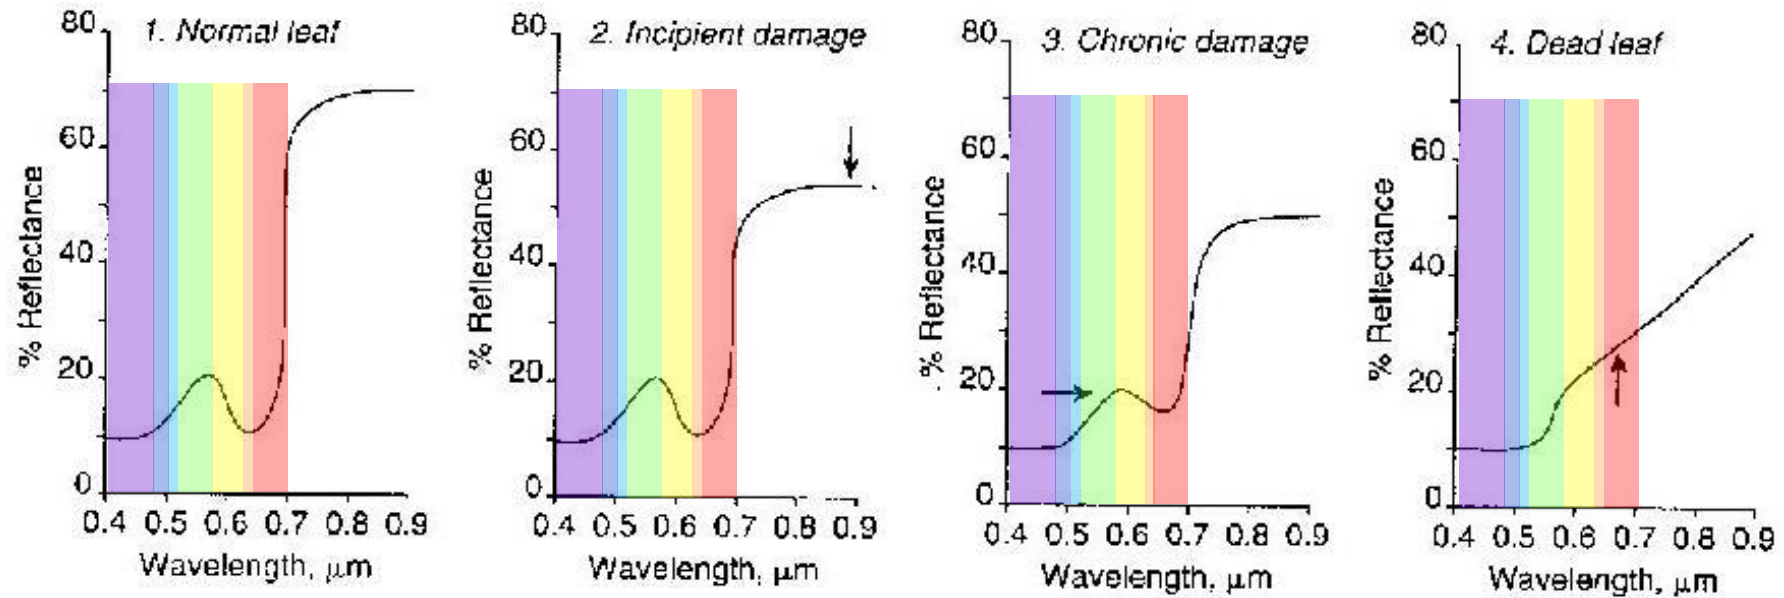 1. Normal leaf
80
60
40
20
0
% Reflectance
0.4 0.5 0.6 0.7 0.8 0.9
Wavelength, μm
2. Incipient damage
80
60
40
20
0
% Reflectance
0.4 0.5 0.6 0.7 0.8 0.9
Wavelength, μm
3. Chronic damage
80
60
40
20
0
% Reflectance
0.4 0.5 0.6 0.7 0.8 0.9
Wavelength, μm
4. Dead leaf
80
60
40
20
0
% Reflectance
0.4 0.5 0.6 0.7 0.8 0.9
Wavelength, μm